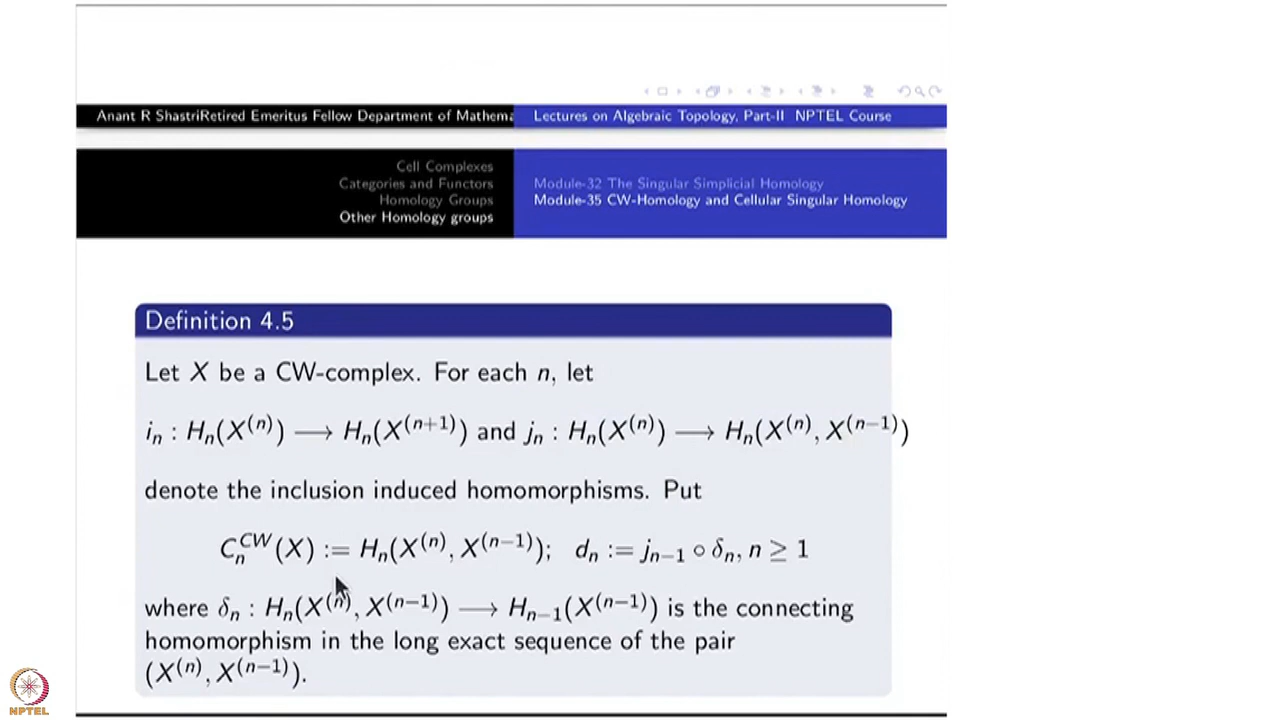 Anant R ShastriRetired Emeritus Fellow Department of Mathema
Lectures on Algebraic Topology, Part-II NPTEL Course
Cell Complexes
Categories and Functors
Homology Groups
Other Homology groups
Module-32 The Singular Simplicial Homology
Module-35 CW-Homology and Cellular Singular Homology
Definition 4.5
Let X be a CW-complex. For each n, let
i_n : H_n(X^{(n)}) ⟶ H_n(X^{(n+1)}) and j_n : H_n(X^{(n)}) ⟶ H_n(X^{(n)}, X^{(n−1)})
denote the inclusion induced homomorphisms. Put
C_n^{CW}(X) := H_n(X^{(n)}, X^{(n−1)}); d_n := j_{n−1} ∘ δ_n, n ≥ 1
where δ_n : H_n(X^{(n)}, X^{(n−1)}) ⟶ H_{n−1}(X^{(n−1)}) is the connecting
homomorphism in the long exact sequence of the pair
(X^{(n)}, X^{(n−1)}).
NPTEL